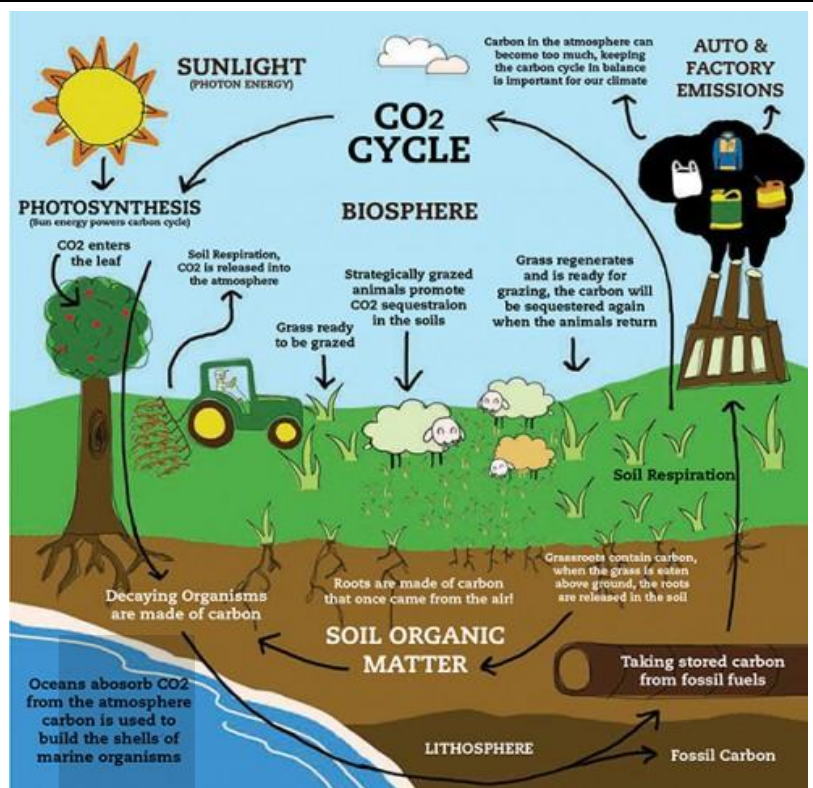 SUNLIGHT
(PHOTON ENERGY)
Carbon in the atmosphere can
become too much, keeping
the carbon cycle in balance
is important for our climate
AUTO &
FACTORY
EMISSIONS
CO2
CYCLE
PHOTOSYNTHESIS
(Sun energy powers carbon cycle)
BIOSPHERE
CO2 enters
the leaf
Soil Respiration,
CO2 is released into
the atmosphere
Strategically grazed
animals promote
CO2 sequestraion
in the soils
Grass regenerates
and is ready for
grazing, the carbon will
be sequestered again
when the animals return
Grass ready
to be grazed
Soil Respiration
Decaying Organisms
are made of carbon
Roots are made of carbon
that once came from the air!
Grassroots contain carbon,
when the grass is eaten
above ground, the roots
are released in the soil
SOIL ORGANIC
MATTER
Taking stored carbon
from fossil fuels
Oceans abosorb CO2
from the atmosphere
carbon is used to
build the shells of
marine organisms
LITHOSPHERE
Fossil Carbon